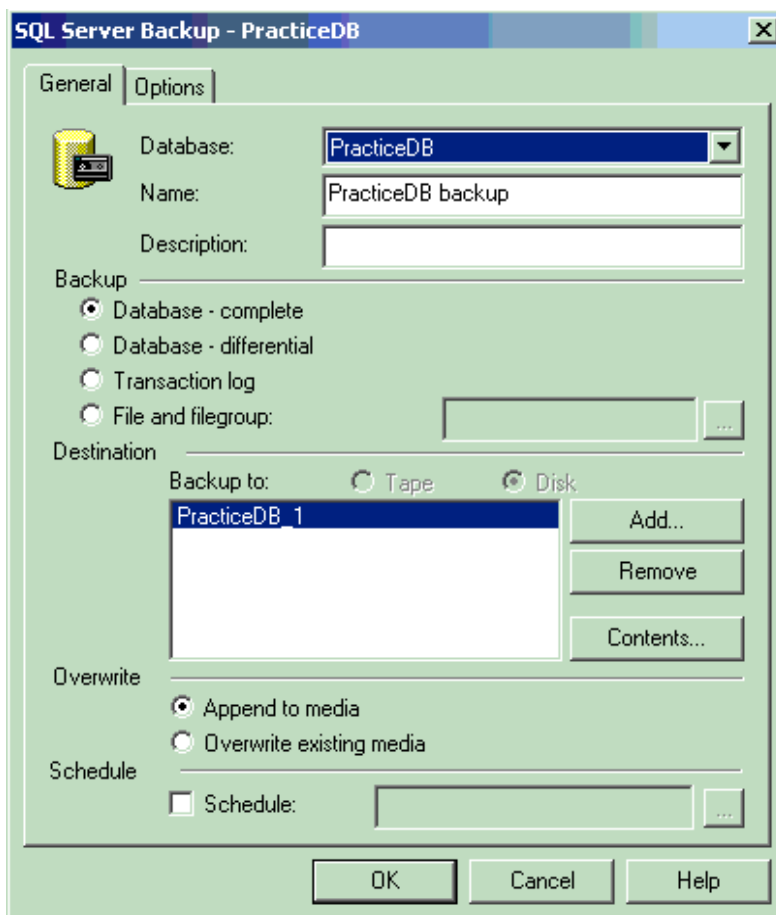 SQL Server Backup - PracticeDB
General Options
Database: PracticeDB
Name: PracticeDB backup
Description:
Backup
Database - complete
Database - differential
Transaction log
File and filegroup: ...
Destination
Backup to: Tape Disk
PracticeDB_1
Add...
Remove
Contents...
Overwrite
Append to media
Overwrite existing media
Schedule
Schedule: ...
OK Cancel Help